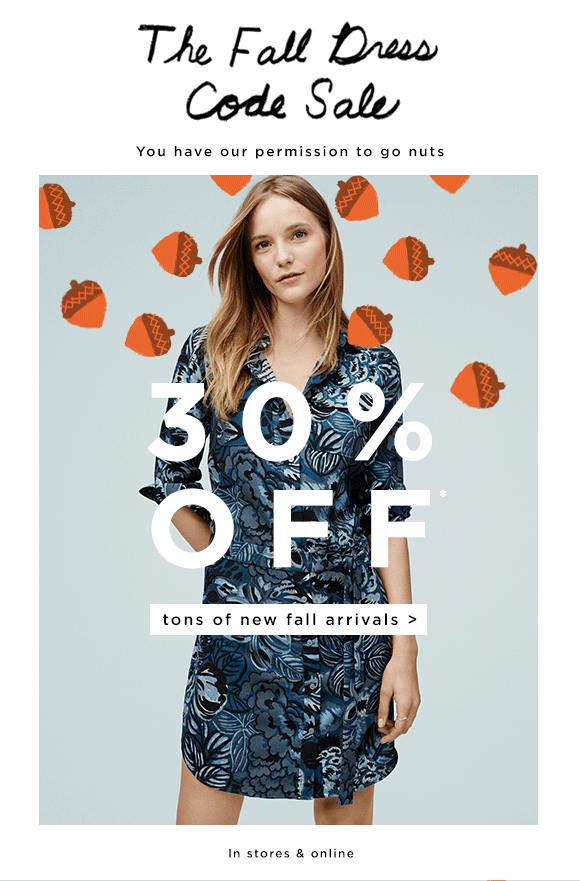 The Fall Dress
Code Sale
You have our permission to go nuts
30%
OFF*
tons of new fall arrivals >
In stores & online